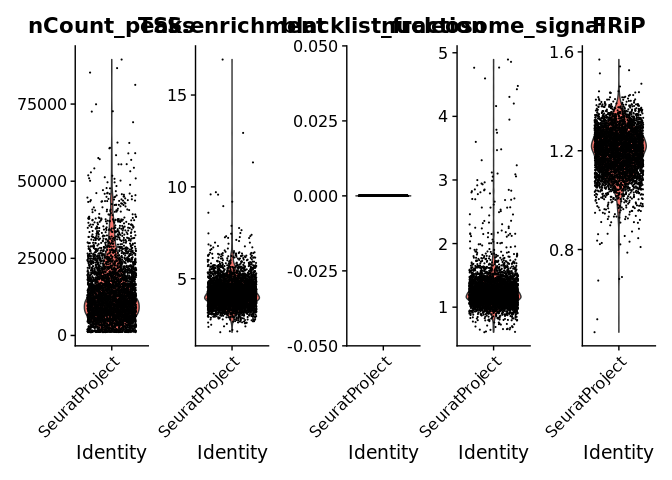 nCount_peaks
TSS.enrichment
blacklist_fraction
nucleosome_signal
FRiP
75000
50000
25000
0
SeuratProject
Identity
15
10
5
SeuratProject
Identity
0.050
0.025
0.000
-0.025
-0.050
SeuratProject
Identity
5
4
3
2
1
SeuratProject
Identity
1.6
1.2
0.8
SeuratProject
Identity